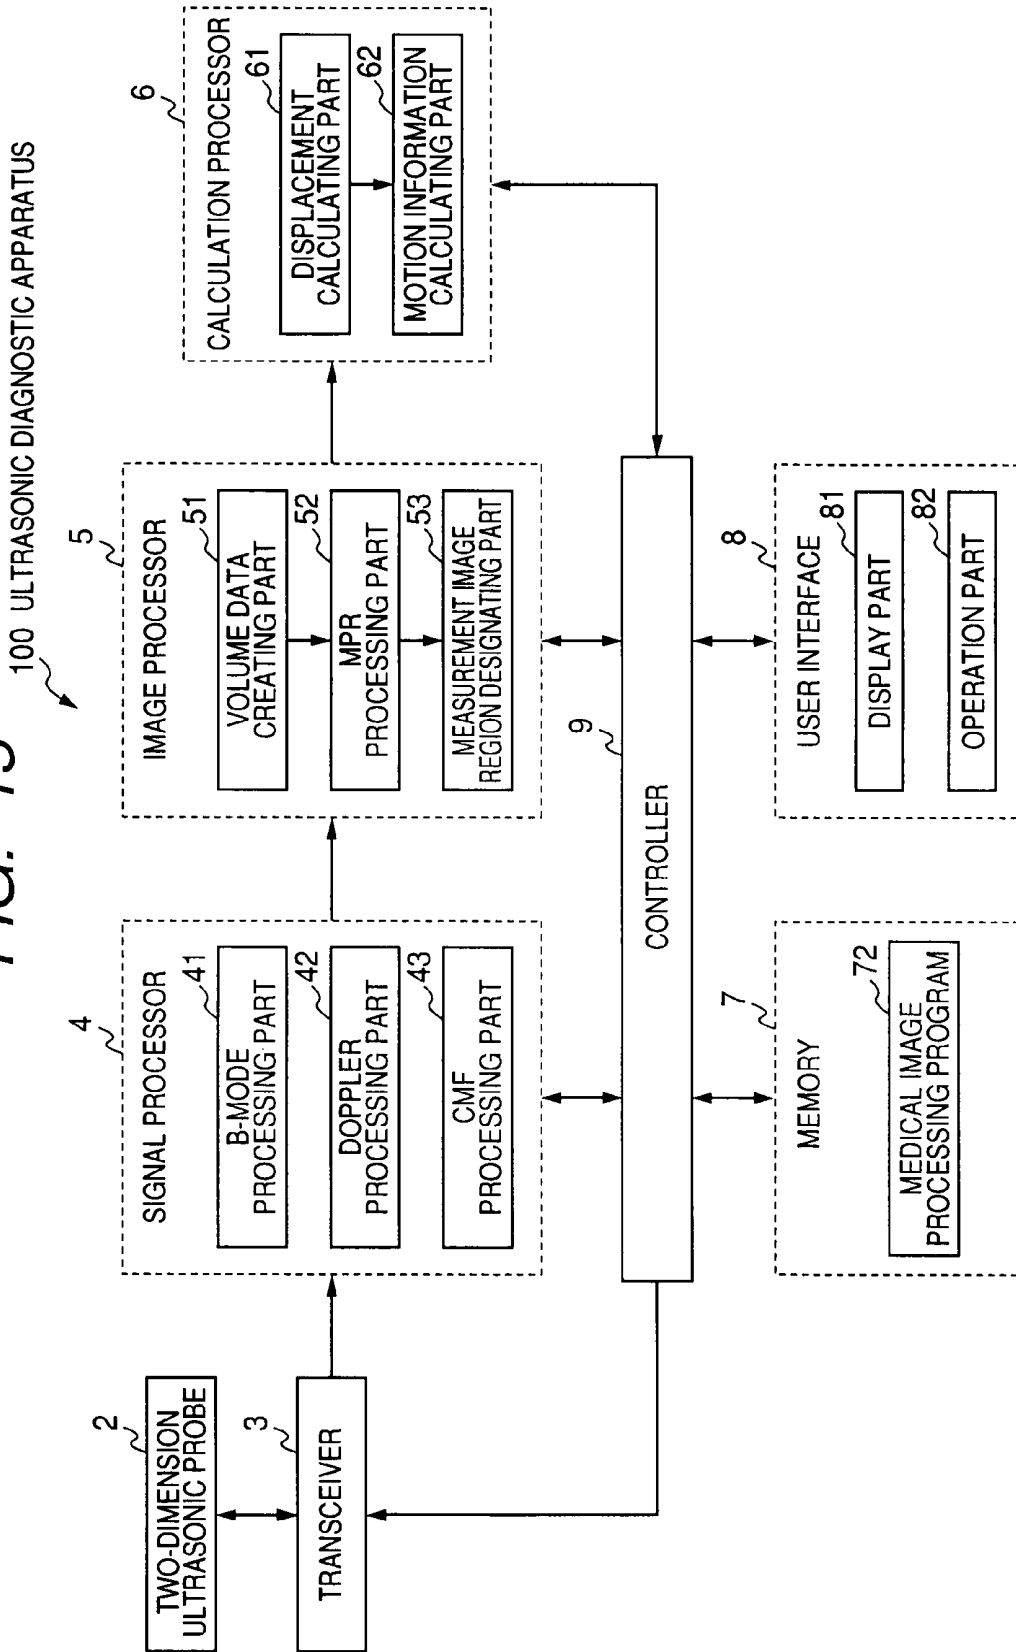 FIG. 15
100 ULTRASONIC DIAGNOSTIC APPARATUS
2
TWO-DIMENSION
ULTRASONIC PROBE
3
TRANSCEIVER
4
SIGNAL PROCESSOR
41
B-MODE
PROCESSING PART
42
DOPPLER
PROCESSING PART
43
CMF
PROCESSING PART
5
IMAGE PROCESSOR
51
VOLUME DATA
CREATING PART
52
MPR
PROCESSING PART
53
MEASUREMENT IMAGE
REGION DESIGNATING PART
6
CALCULATION PROCESSOR
61
DISPLACEMENT
CALCULATING PART
62
MOTION INFORMATION
CALCULATING PART
9
CONTROLLER
7
MEMORY
72
MEDICAL IMAGE
PROCESSING PROGRAM
8
USER INTERFACE
81
DISPLAY PART
82
OPERATION PART